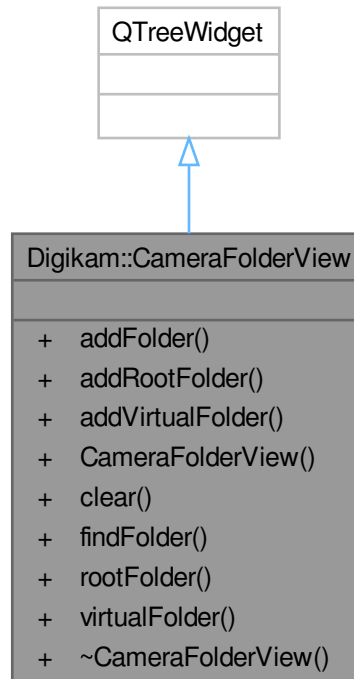 QTreeWidget
Digikam::CameraFolderView
+ addFolder()
+ addRootFolder()
+ addVirtualFolder()
+ CameraFolderView()
+ clear()
+ findFolder()
+ rootFolder()
+ virtualFolder()
+ ~CameraFolderView()